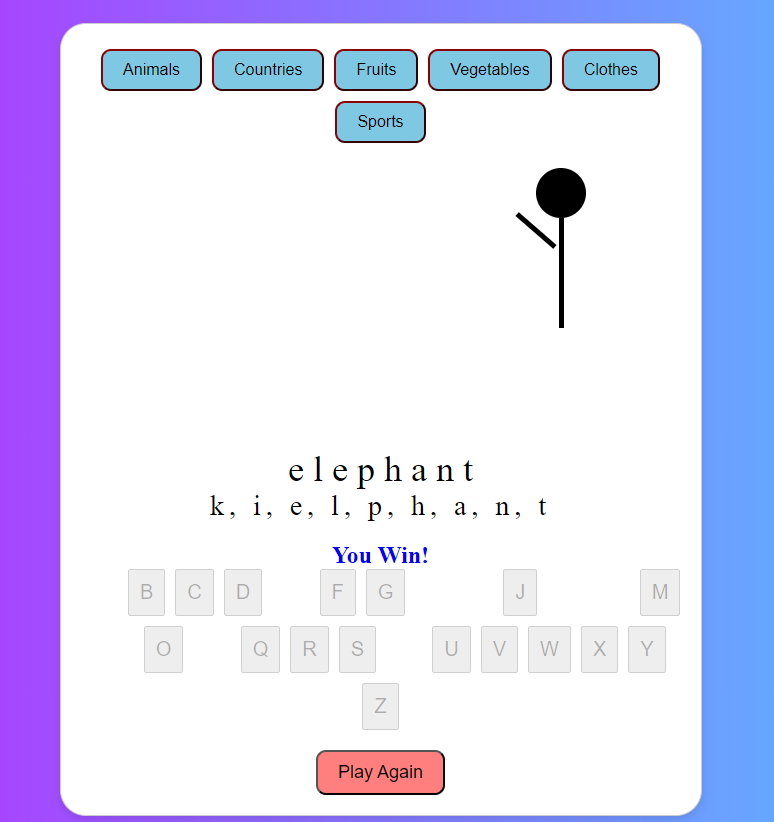 Animals Countries Fruits Vegetables Clothes
Sports
e l e p h a n t
k, i, e, l, p, h, a, n, t
You Win!
B C D F G J M
O Q R S U V W X Y
Z
Play Again